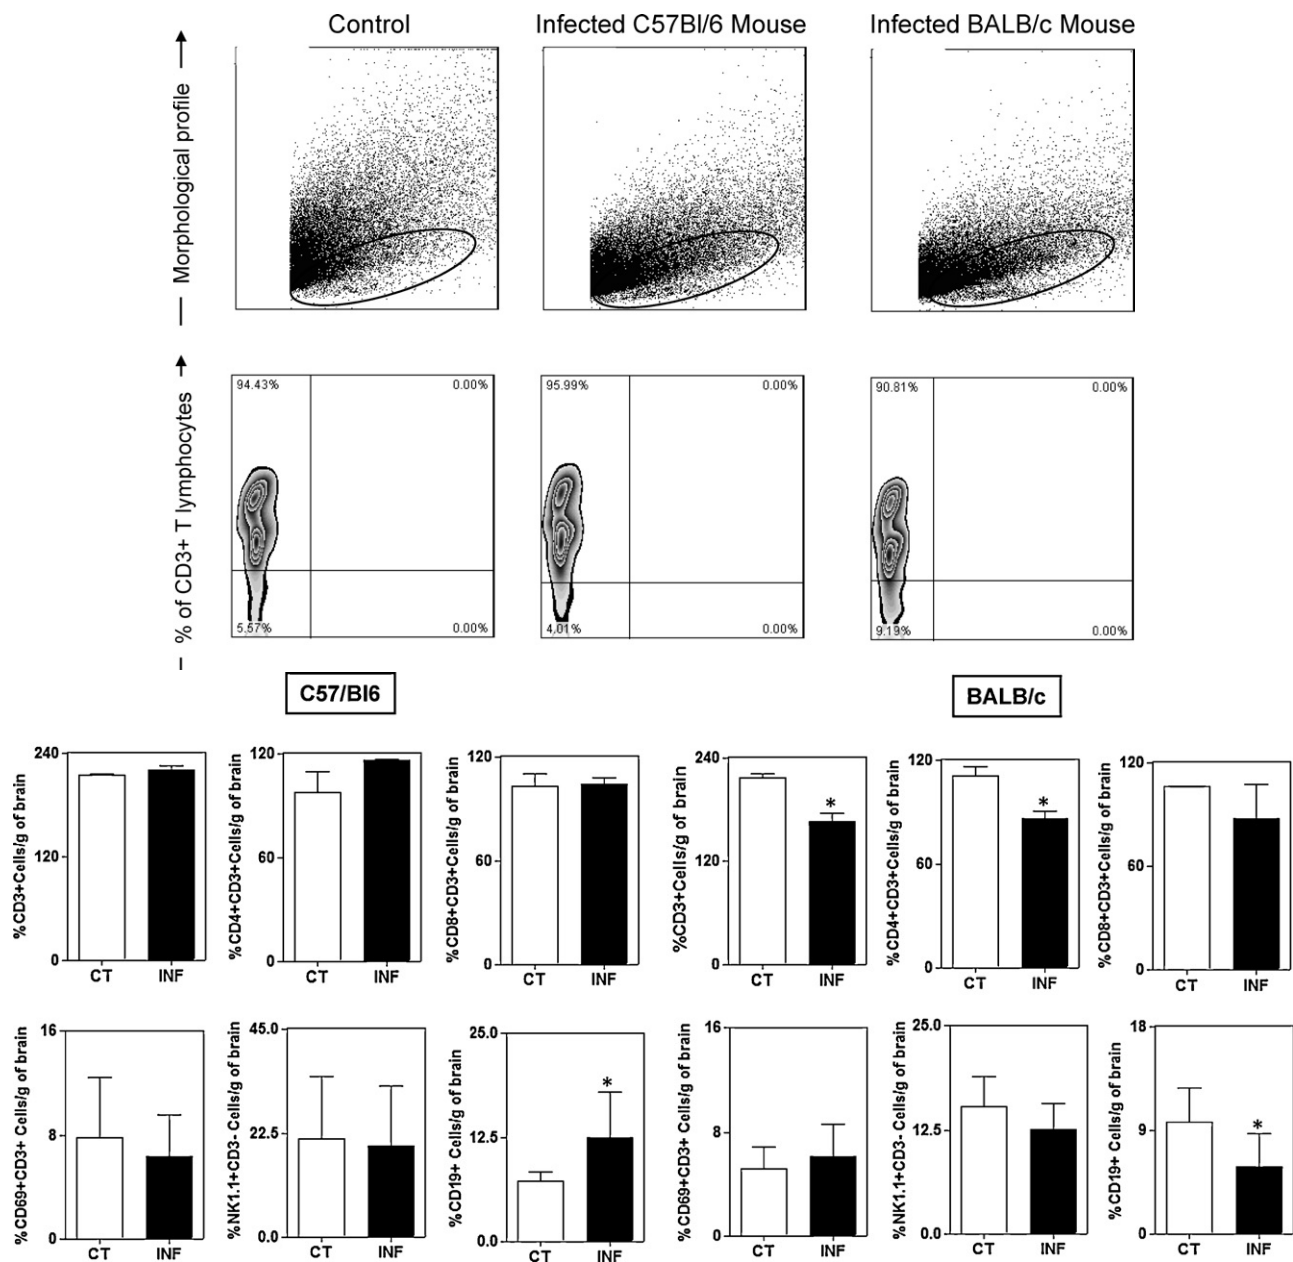 Control
Infected C57Bl/6 Mouse
Infected BALB/c Mouse
Morphological profile
94.43%
0.00%
5.57%
0.00%
95.99%
0.00%
4.01%
0.00%
90.81%
0.00%
9.19%
0.00%
% of CD3+ T lymphocytes
C57/Bl6
BALB/c
%CD3+Cells/g of brain
240
120
0
CT INF
%CD4+CD3+Cells/g of brain
120
60
0
CT INF
%CD8+CD3+Cells/g of brain
120
60
0
CT INF
%CD3+Cells/g of brain
240
120
0
*
CT INF
%CD4+CD3+Cells/g of brain
120
60
0
*
CT INF
%CD8+CD3+Cells/g of brain
120
60
0
CT INF
%CD69+CD3+ Cells/g of brain
16
8
0
CT INF
%NK1.1+CD3- Cells/g of brain
45.0
22.5
0.0
CT INF
%CD19+ Cells/g of brain
25.0
12.5
0.0
*
CT INF
%CD69+CD3+ Cells/g of brain
16
8
0
CT INF
%NK1.1+CD3- Cells/g of brain
25.0
12.5
0.0
CT INF
%CD19+ Cells/g of brain
18
9
0
*
CT INF